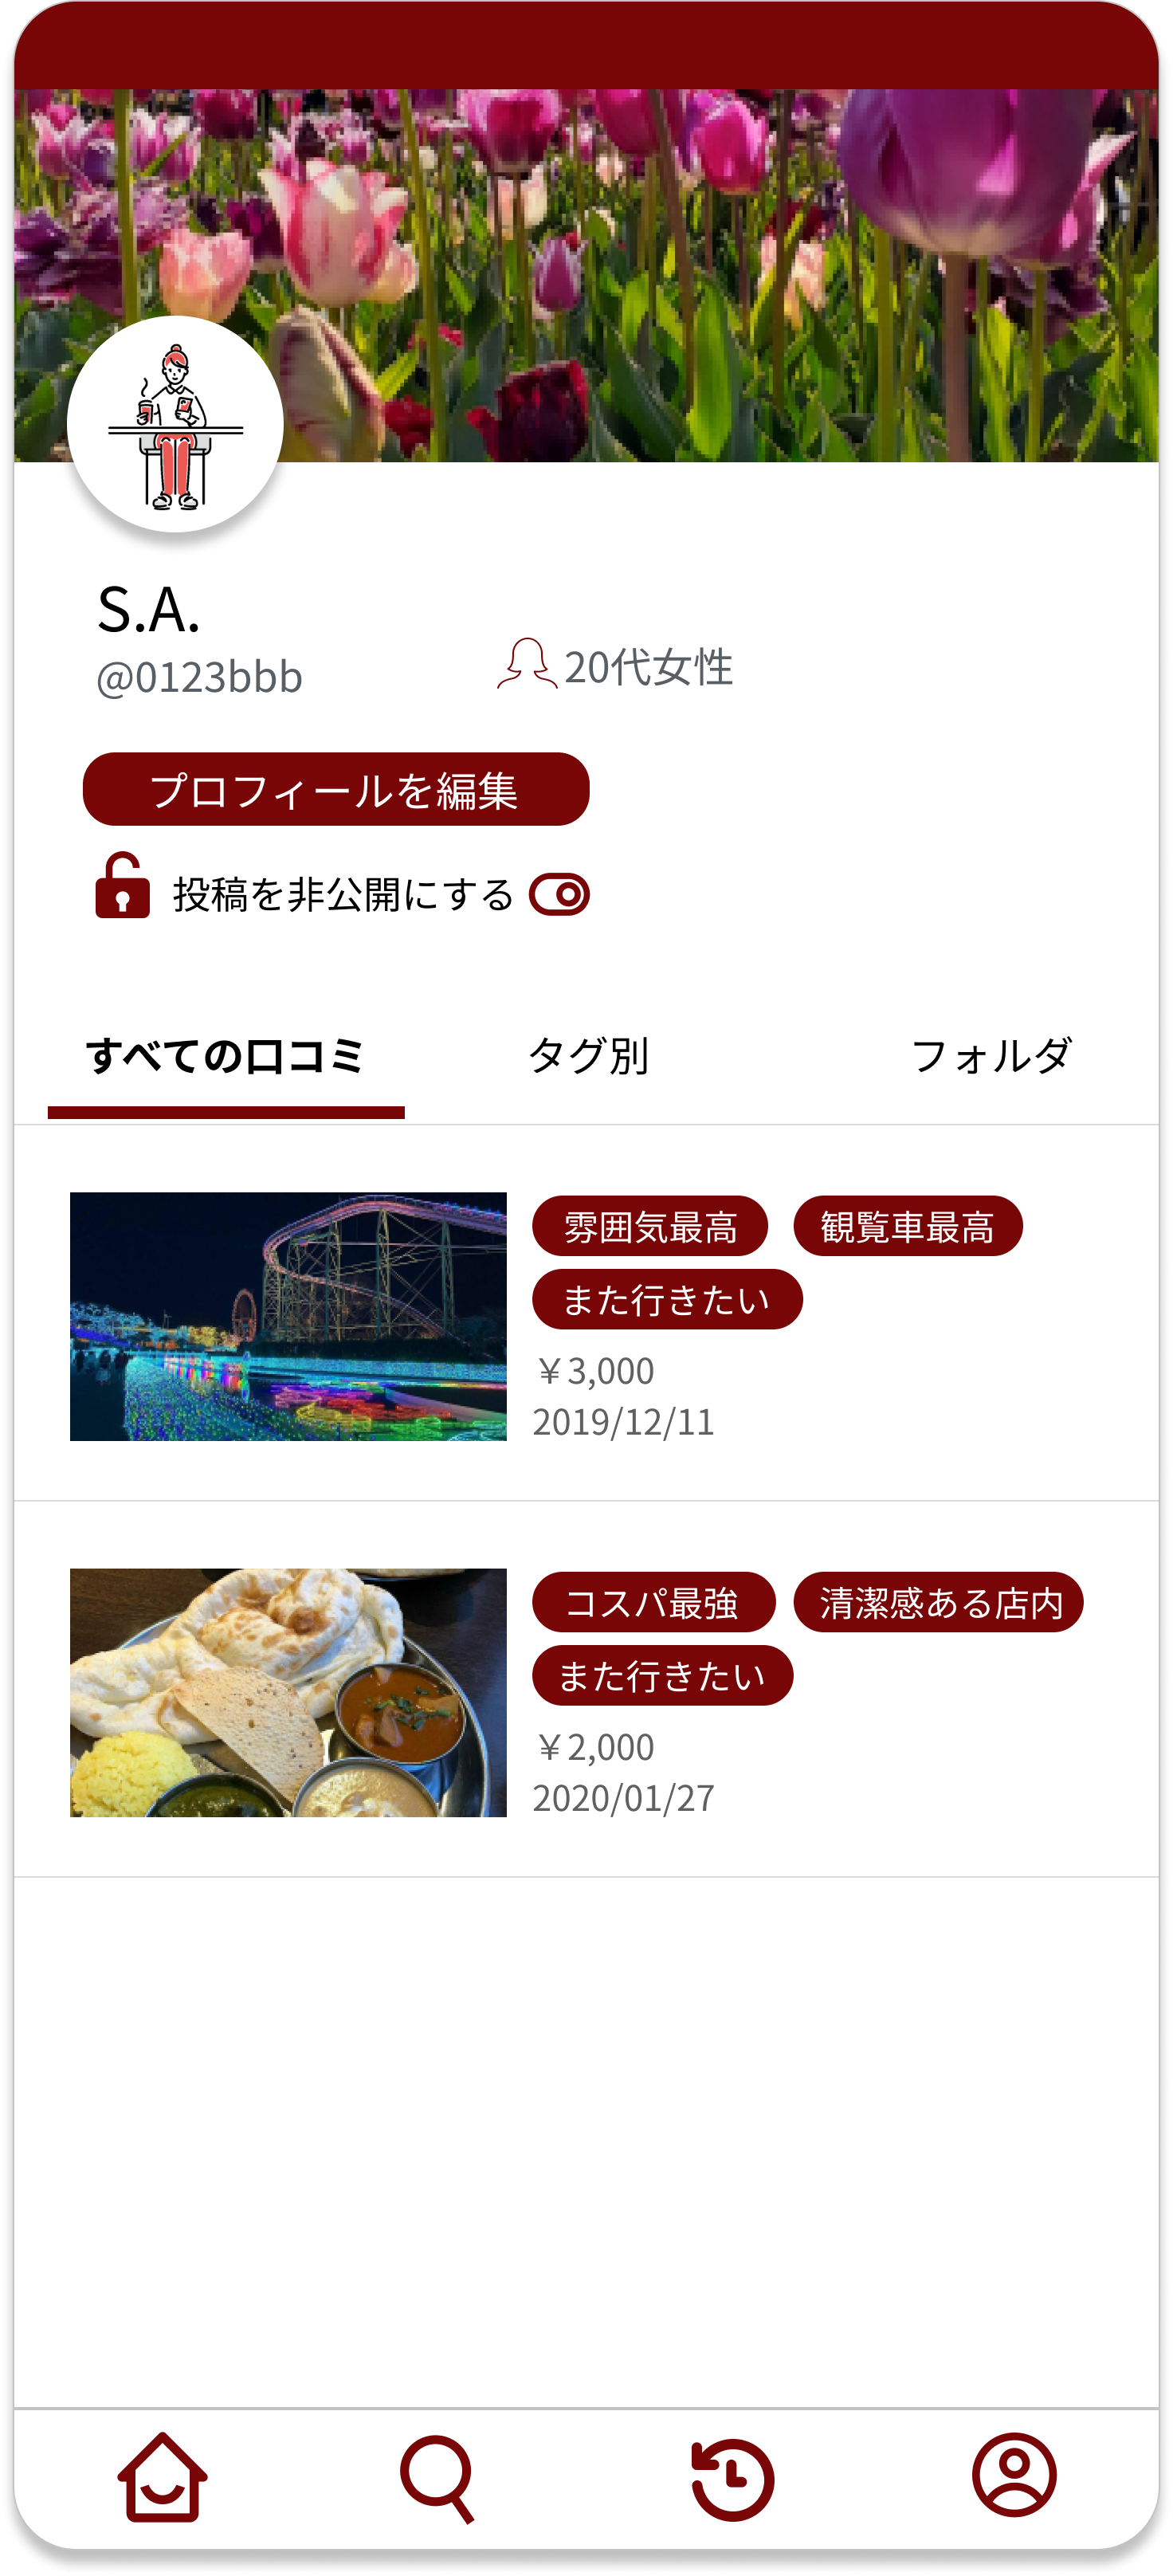 S.A.
@0123bbb
20代女性
プロフィールを編集
投稿を非公開にする
すべての口コミ タグ別 フォルダ
雰囲気最高 観覧車最高
また行きたい
￥3,000
2019/12/11
コスパ最強 清潔感ある店内
また行きたい
￥2,000
2020/01/27